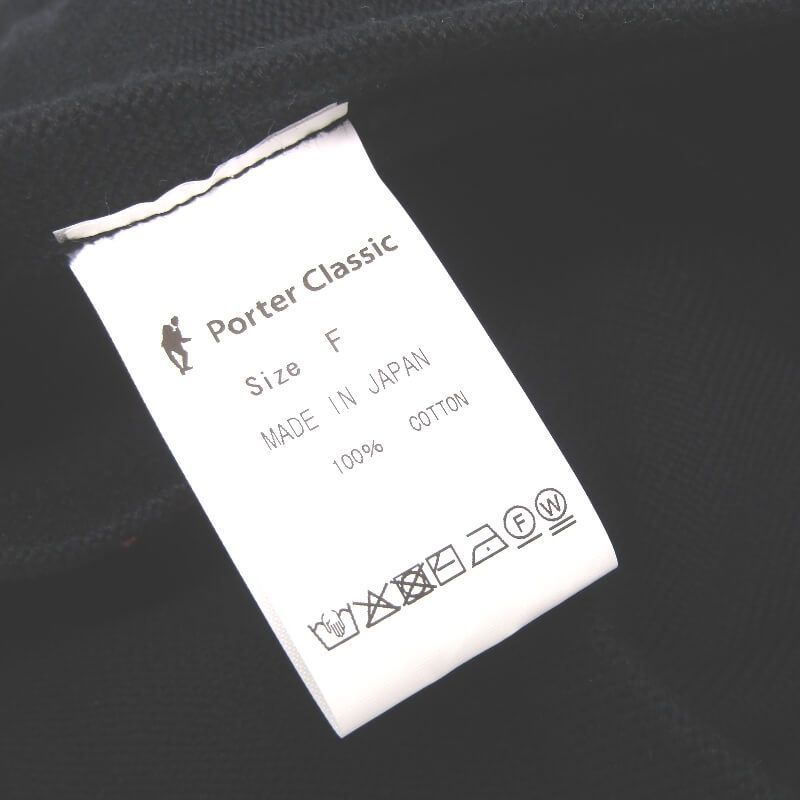 Porter Classic
Size F
MADE IN JAPAN
100% COTTON
F W